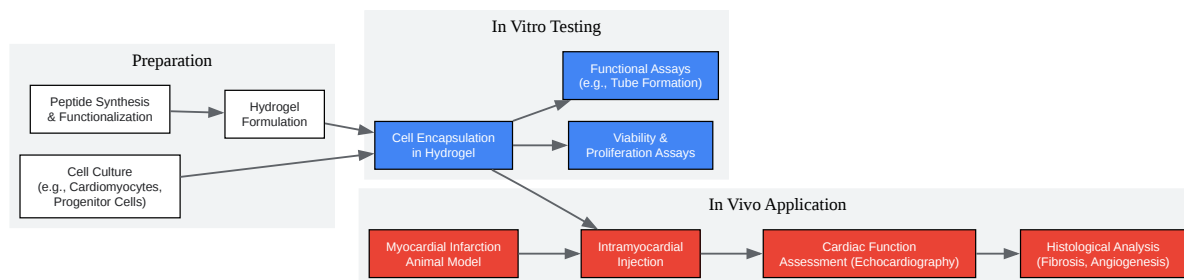 Preparation
Peptide Synthesis
& Functionalization
Hydrogel
Formulation
Cell Culture
(e.g., Cardiomyocytes,
Progenitor Cells)
In Vitro Testing
Functional Assays
(e.g., Tube Formation)
Cell Encapsulation
in Hydrogel
Viability &
Proliferation Assays
In Vivo Application
Myocardial Infarction
Animal Model
Intramyocardial
Injection
Cardiac Function
Assessment (Echocardiography)
Histological Analysis
(Fibrosis, Angiogenesis)